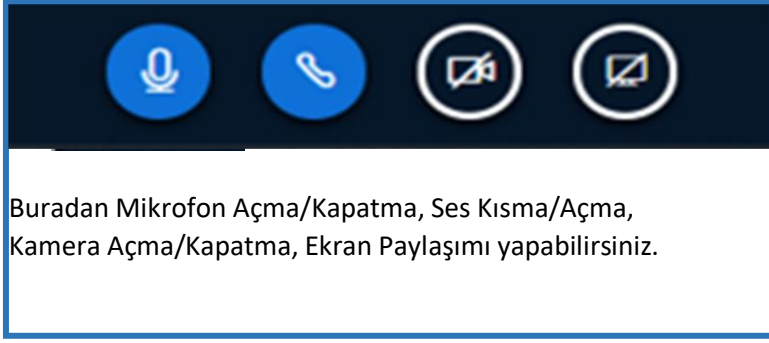 Buradan Mikrofon Açma/Kapatma, Ses Kısma/Açma,
Kamera Açma/Kapatma, Ekran Paylaşımı yapabilirsiniz.